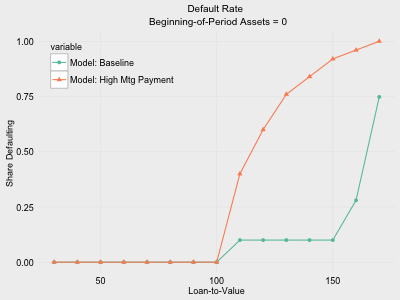 Default Rate
Beginning-of-Period Assets = 0
variable
Model: Baseline
Model: High Mtg Payment
Share Defaulting
1.00
0.75
0.50
0.25
0.00
50
100
150
Loan-to-Value